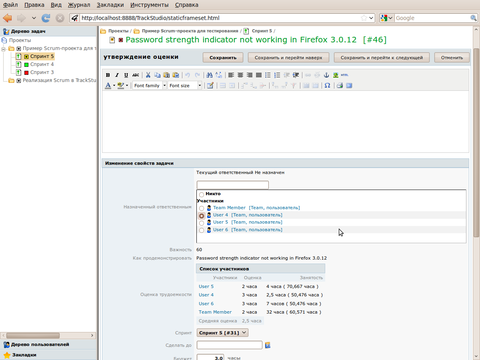 Файл Правка Вид Журнал Закладки Инструменты Справка
http://localhost:8888/TrackStudio/staticframeset.html
Дерево задач
Проекты
Пример Scrum-проекта для т
Спринт 5
Спринт 4
Спринт 3
Реализация Scrum в TrackStu
Дерево пользователей
Закладки
Проекты / Пример Scrum-проекта для тестирования / Спринт 5 /
Password strength indicator not working in Firefox 3.0.12 [#46]
утверждение оценки
Сохранить
Сохранить и перейти наверх
Сохранить и перейти к следующей
Отменить
Font family
Font size
Изменение свойств задачи
Текущий ответственный Не назначен
Назначенный ответственный
Никто
Участники
Team Member [Team, пользователь]
User 4 [Team, пользователь]
User 5 [Team, пользователь]
User 6 [Team, пользователь]
Важность 60
Как продемонстрировать Password strength indicator not working in Firefox 3.0.12
Оценка трудоемкости
Список участников
Участники Оценка Занятость
User 5 2 часа 4 часа ( 70,667 часа )
User 4 3 часа 2,5 часа ( 50,476 часа )
User 6 3 часа 7 часов ( 50,476 часа )
Team Member 2 часа 32 часа ( 60,571 часа )
Средняя оценка 2,5 часа
Спринт Спринт 5 [#31]
Сделать до
Бюджет 3.0 часы